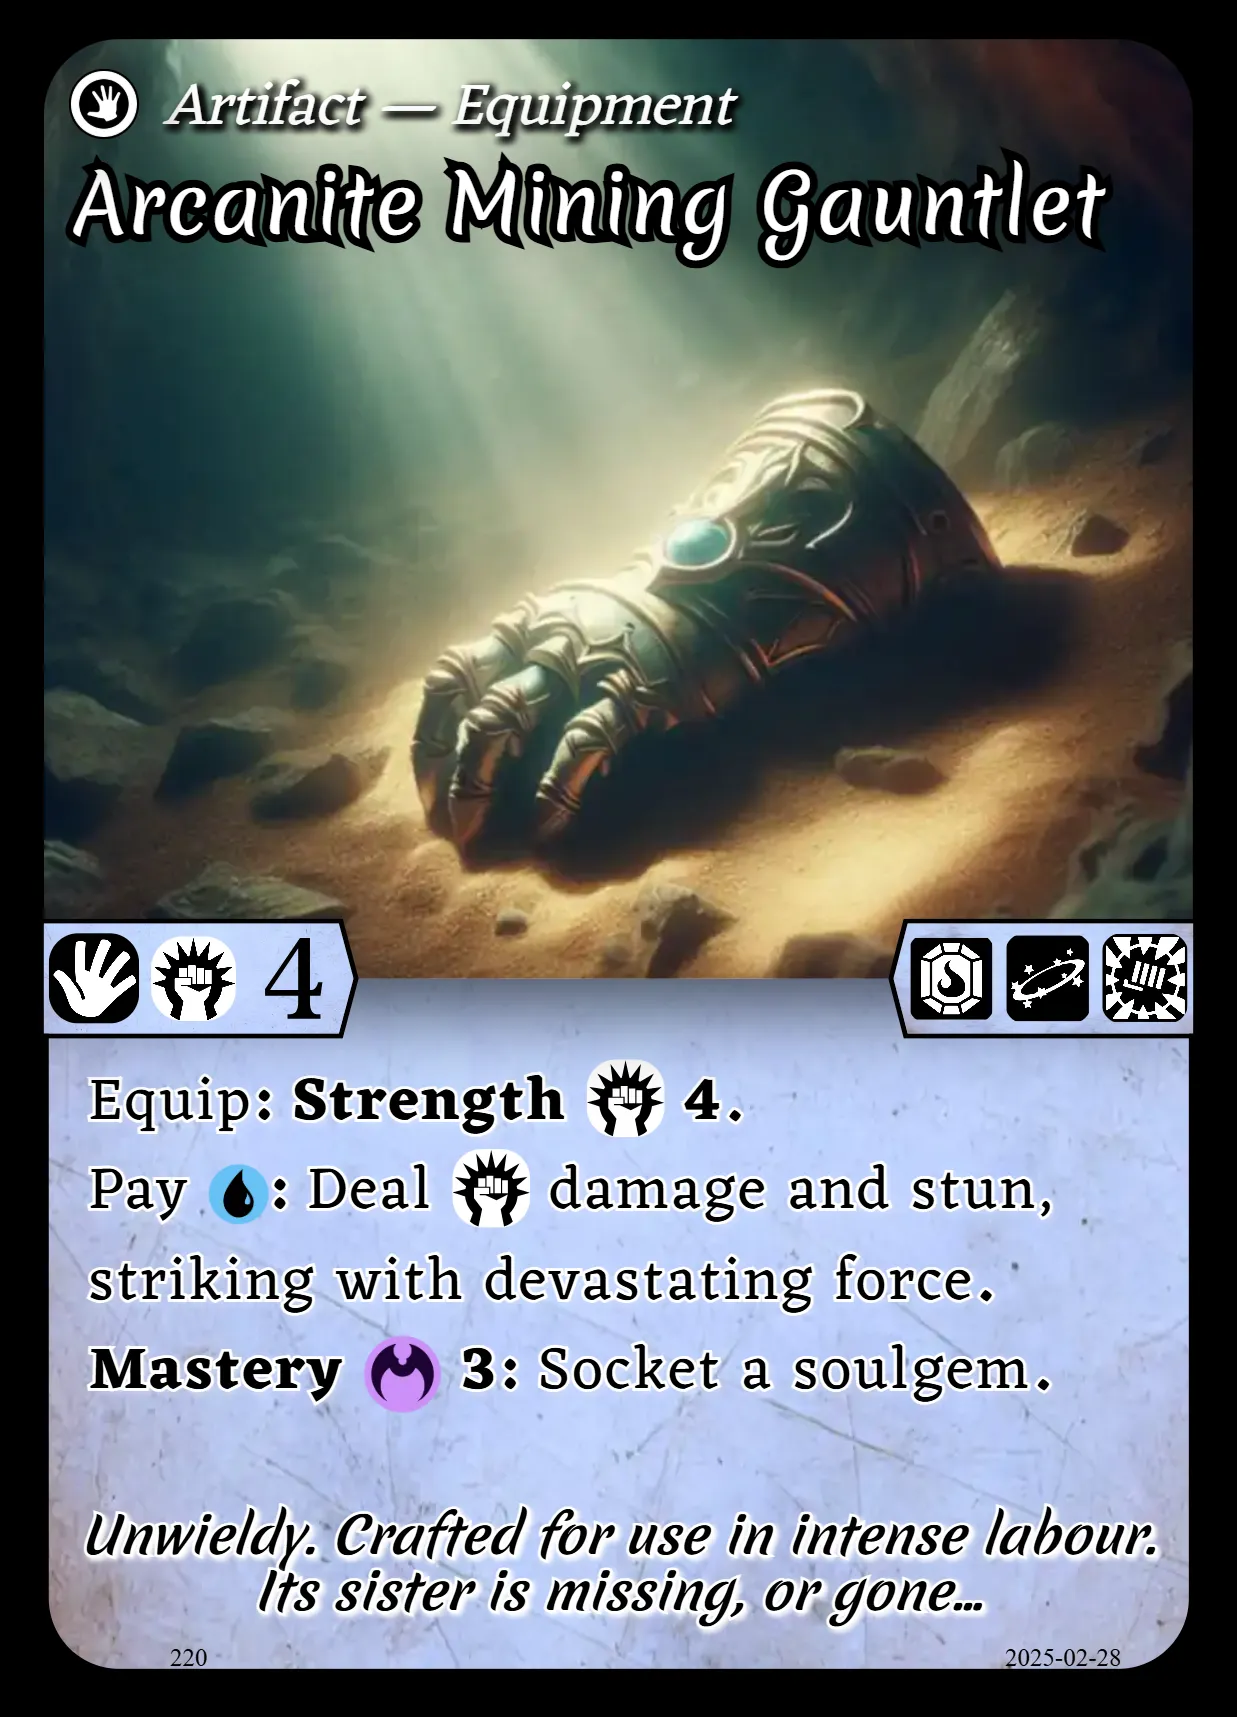 Artifact — Equipment
Arcanite Mining Gauntlet
4
Equip: Strength 4.
Pay : Deal damage and stun,
striking with devastating force.
Mastery 3: Socket a soulgem.
Unwieldy. Crafted for use in intense labour.
Its sister is missing, or gone...
220 2025-02-28